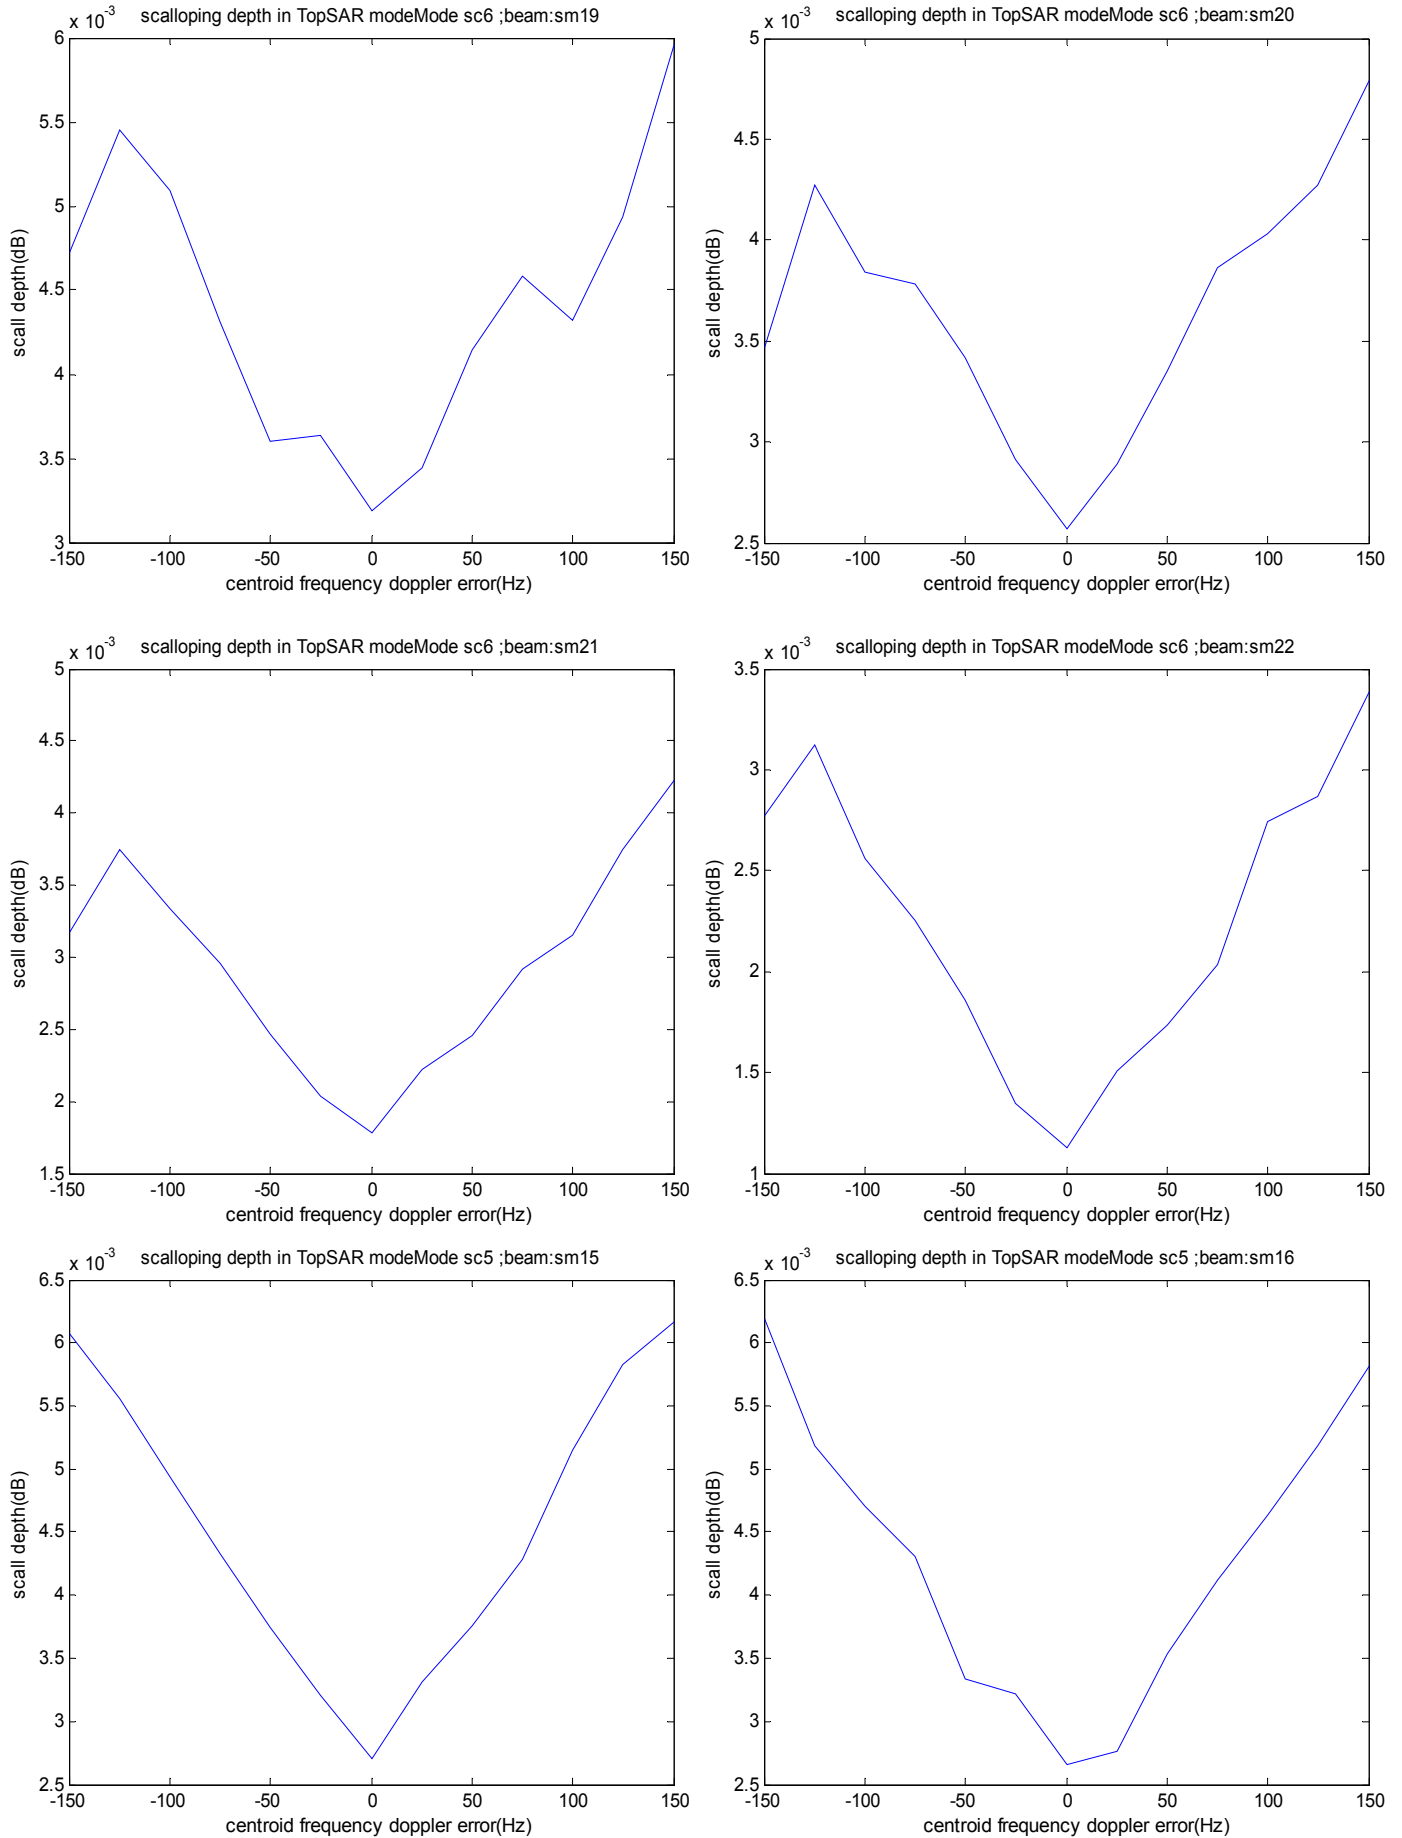 x 10-3 scalloping depth in TopSAR modeMode sc6 ;beam:sm19
6
5.5
5
4.5
4
3.5
3
scall depth(dB)
-150 -100 -50 0 50 100 150
centroid frequency doppler error(Hz)
x 10-3 scalloping depth in TopSAR modeMode sc6 ;beam:sm20
5
4.5
4
3.5
3
2.5
scall depth(dB)
-150 -100 -50 0 50 100 150
centroid frequency doppler error(Hz)
x 10-3 scalloping depth in TopSAR modeMode sc6 ;beam:sm21
5
4.5
4
3.5
3
2.5
2
1.5
scall depth(dB)
-150 -100 -50 0 50 100 150
centroid frequency doppler error(Hz)
x 10-3 scalloping depth in TopSAR modeMode sc6 ;beam:sm22
3.5
3
2.5
2
1.5
1
scall depth(dB)
-150 -100 -50 0 50 100 150
centroid frequency doppler error(Hz)
x 10-3 scalloping depth in TopSAR modeMode sc5 ;beam:sm15
6.5
6
5.5
5
4.5
4
3.5
3
2.5
scall depth(dB)
-150 -100 -50 0 50 100 150
centroid frequency doppler error(Hz)
x 10-3 scalloping depth in TopSAR modeMode sc5 ;beam:sm16
6.5
6
5.5
5
4.5
4
3.5
3
2.5
scall depth(dB)
-150 -100 -50 0 50 100 150
centroid frequency doppler error(Hz)